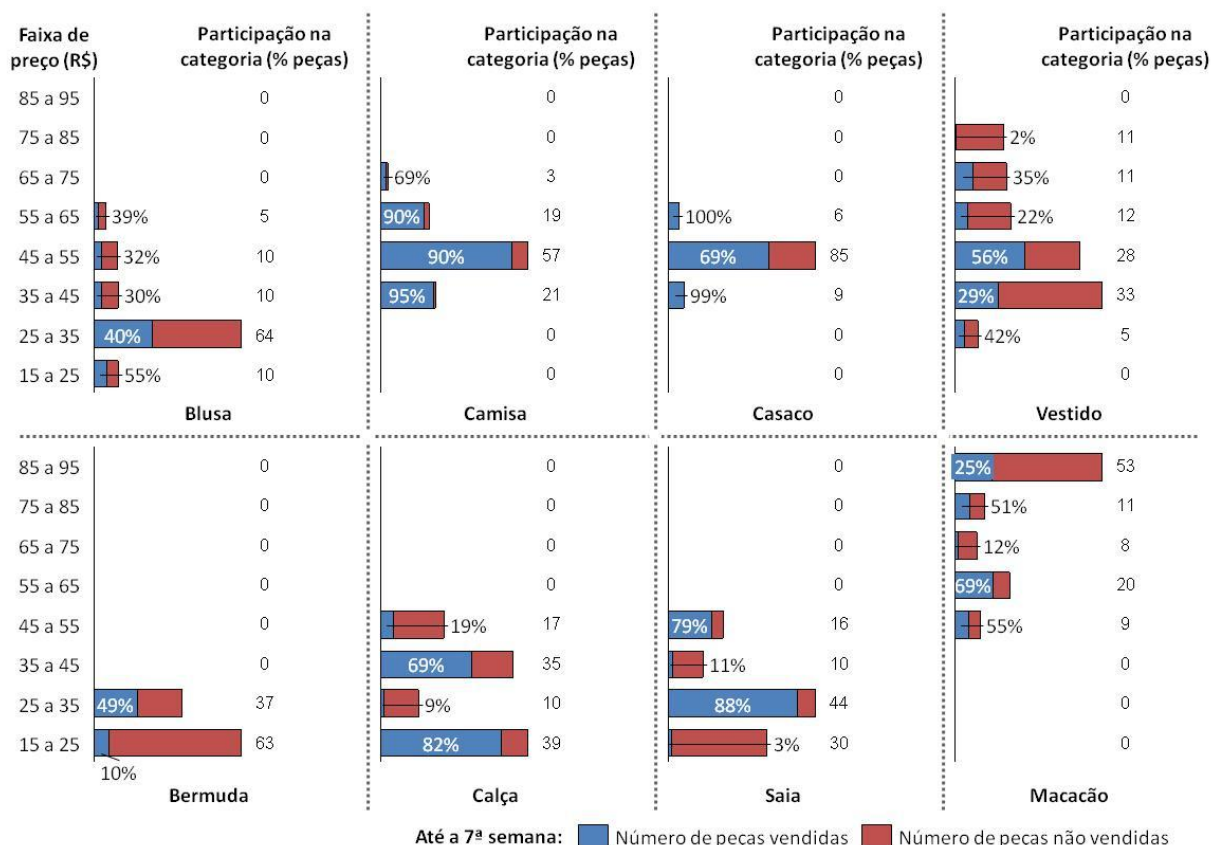 Faixa de preço (R$)
Participação na categoria (% peças)
Participação na categoria (% peças)
Participação na categoria (% peças)
Participação na categoria (% peças)
85 a 95 0 0 0 0
75 a 85 0 0 0 2% 11
65 a 75 0 69% 3 0 35% 11
55 a 65 39% 5 90% 19 100% 6 22% 12
45 a 55 32% 10 90% 57 69% 85 56% 28
35 a 45 30% 10 95% 21 99% 9 29% 33
25 a 35 40% 64 0 0 42% 5
15 a 25 55% 10 0 0 0
Blusa Camisa Casaco Vestido
85 a 95 0 0 0 25% 53
75 a 85 0 0 0 51% 11
65 a 75 0 0 0 12% 8
55 a 65 0 0 0 69% 20
45 a 55 0 19% 17 79% 16 55% 9
35 a 45 0 69% 35 11% 10 0
25 a 35 49% 37 9% 10 88% 44 0
15 a 25 63 82% 39 3% 30 0
10%
Bermuda Calça Saia Macacão
Até a 7ª semana: Número de peças vendidas Número de peças não vendidas